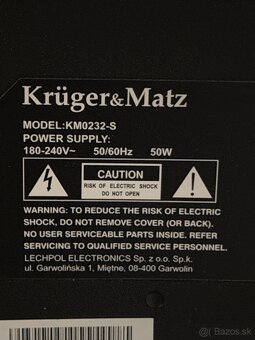 Krüger&Matz
MODEL:KM0232-S
POWER SUPPLY:
180-240V~ 50/60Hz 50W
CAUTION
RISK OF ELECTRIC SHOCK
DO NOT OPEN
WARNING: TO REDUCE THE RISK OF ELECTRIC
SHOCK, DO NOT REMOVE COVER (OR BACK).
NO USER SERVICEABLE PARTS INSIDE. REFER
SERVICING TO QUALIFIED SERVICE PERSONNEL.
LECHPOL ELECTRONICS Sp. z o.o. Sp.k.
ul. Garwolińska 1, Miętne, 08-400 Garwolin
Bazos.sk